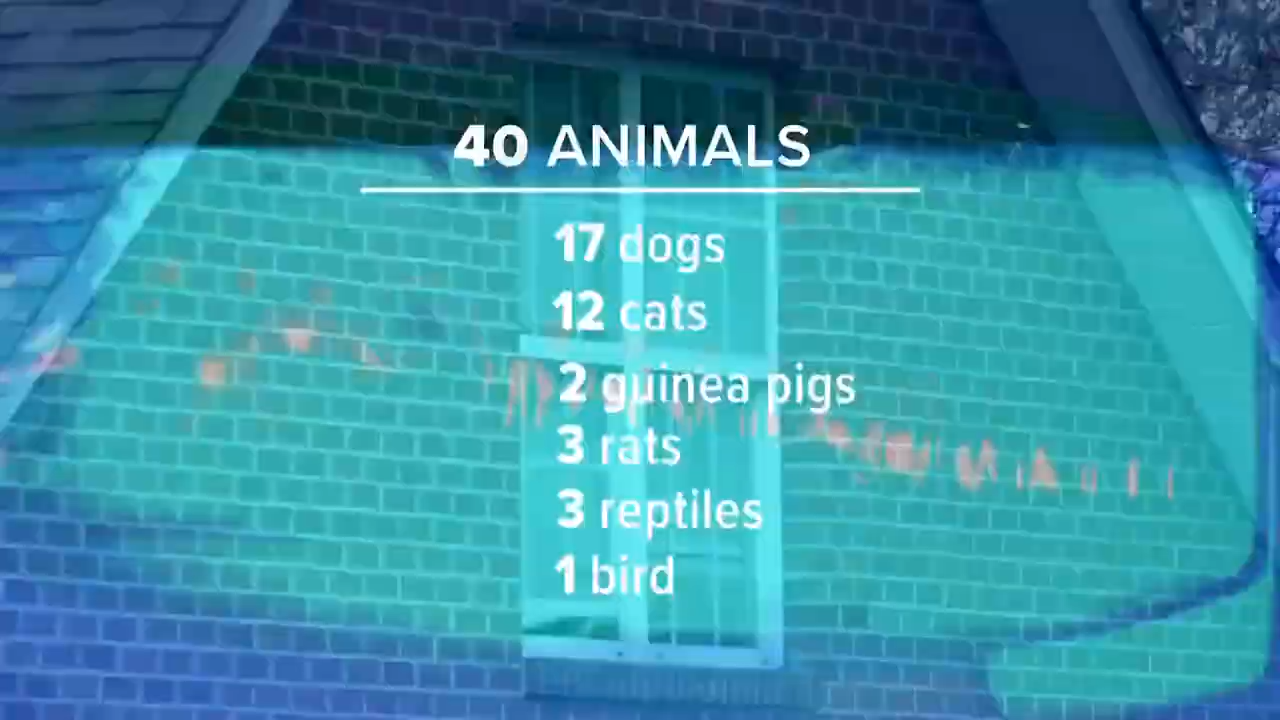 40 ANIMALS
17 dogs
12 cats
2 guinea pigs
3 rats
3 reptiles
1 bird